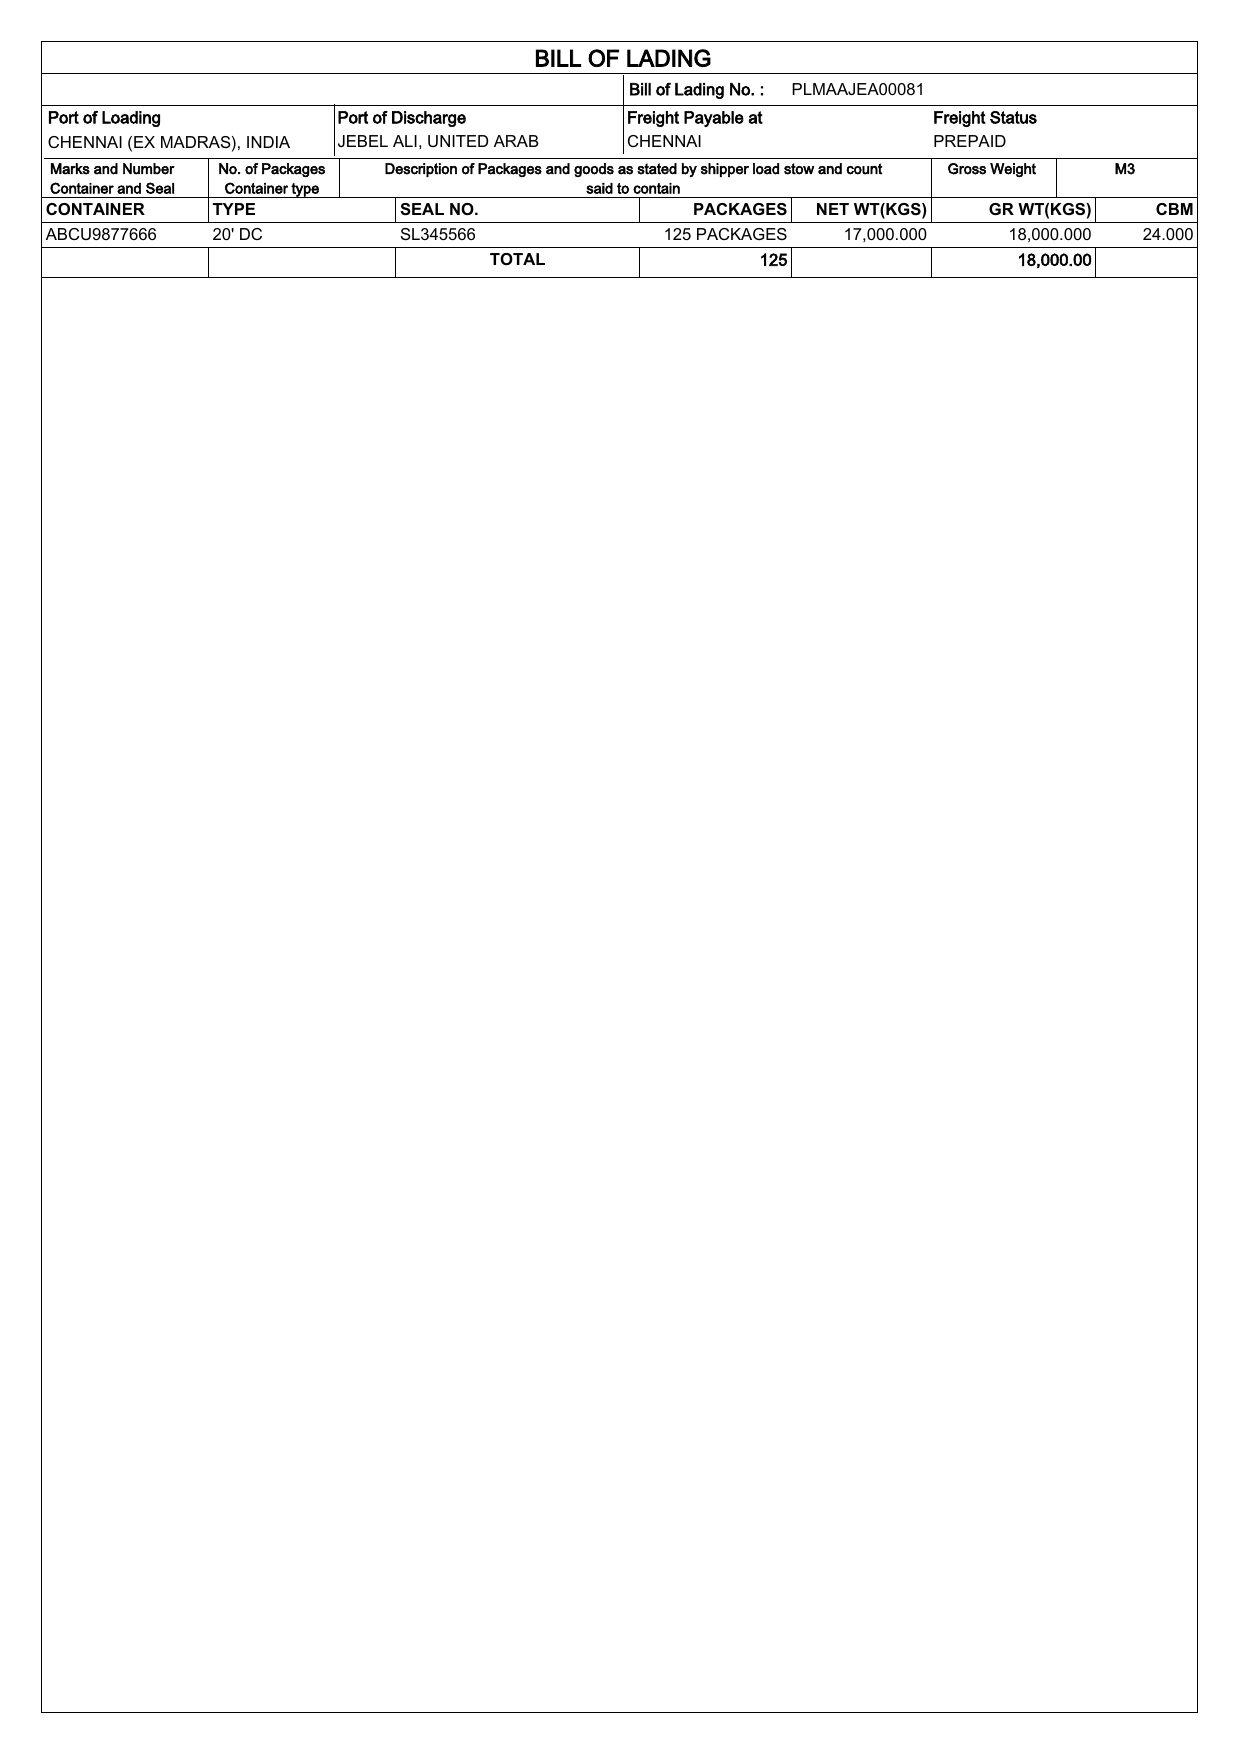 BILL OF LADING
Bill of Lading No. : PLMAAJEA00081
Port of Loading Port of Discharge Freight Payable at Freight Status
CHENNAI (EX MADRAS), INDIA JEBEL ALI, UNITED ARAB CHENNAI PREPAID
Marks and Number No. of Packages Description of Packages and goods as stated by shipper load stow and count Gross Weight M3
Container and Seal Container type said to contain
CONTAINER TYPE SEAL NO. PACKAGES NET WT(KGS) GR WT(KGS) CBM
ABCU9877666 20' DC SL345566 125 PACKAGES 17,000.000 18,000.000 24.000
TOTAL 125 18,000.00